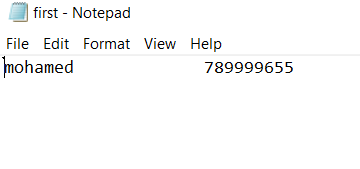 first - Notepad
File Edit Format View Help
mohamed 789999655